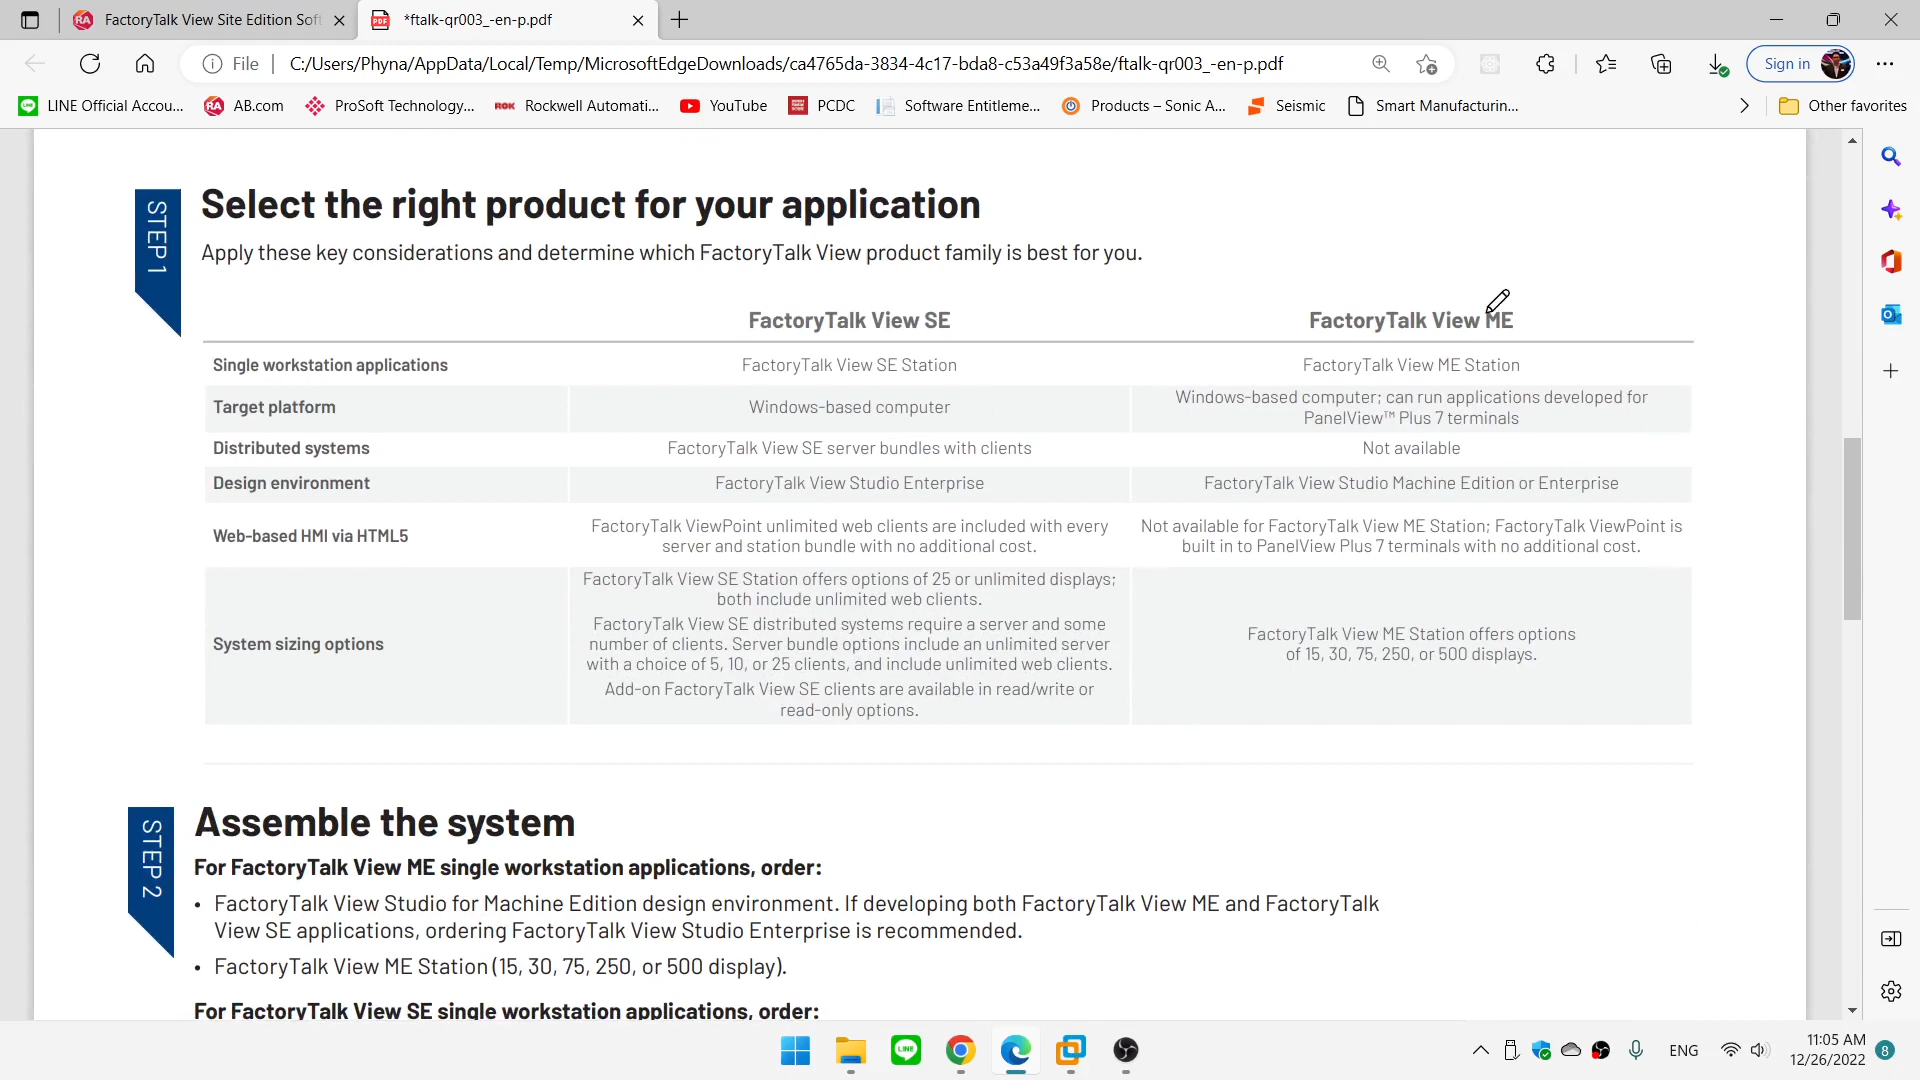 FactoryTalk View Site Edition Soft
*ftalk-qr003_-en-p.pdf
File
C:/Users/Phyna/AppData/Local/Temp/MicrosoftEdgeDownloads/ca4765da-3834-4c17-bda8-c53a49f3a58e/ftalk-qr003_-en-p.pdf
Sign in
LINE Official Accou...
AB.com
ProSoft Technology...
Rockwell Automati...
YouTube
PCDC
Software Entitleme...
Products – Sonic A...
Seismic
Smart Manufacturin...
Other favorites
STEP 1
Select the right product for your application
Apply these key considerations and determine which FactoryTalk View product family is best for you.
FactoryTalk View SE
FactoryTalk View ME
Single workstation applications
FactoryTalk View SE Station
FactoryTalk View ME Station
Target platform
Windows-based computer
Windows-based computer; can run applications developed for
PanelView™ Plus 7 terminals
Distributed systems
FactoryTalk View SE server bundles with clients
Not available
Design environment
FactoryTalk View Studio Enterprise
FactoryTalk View Studio Machine Edition or Enterprise
Web-based HMI via HTML5
FactoryTalk ViewPoint unlimited web clients are included with every
server and station bundle with no additional cost.
Not available for FactoryTalk View ME Station; FactoryTalk ViewPoint is
built in to PanelView Plus 7 terminals with no additional cost.
System sizing options
FactoryTalk View SE Station offers options of 25 or unlimited displays;
both include unlimited web clients.
FactoryTalk View SE distributed systems require a server and some
number of clients. Server bundle options include an unlimited server
with a choice of 5, 10, or 25 clients, and include unlimited web clients.
Add-on FactoryTalk View SE clients are available in read/write or
read-only options.
FactoryTalk View ME Station offers options
of 15, 30, 75, 250, or 500 displays.
STEP 2
Assemble the system
For FactoryTalk View ME single workstation applications, order:
• FactoryTalk View Studio for Machine Edition design environment. If developing both FactoryTalk View ME and FactoryTalk
View SE applications, ordering FactoryTalk View Studio Enterprise is recommended.
• FactoryTalk View ME Station (15, 30, 75, 250, or 500 display).
For FactoryTalk View SE single workstation applications, order:
ENG
11:05 AM
12/26/2022
8